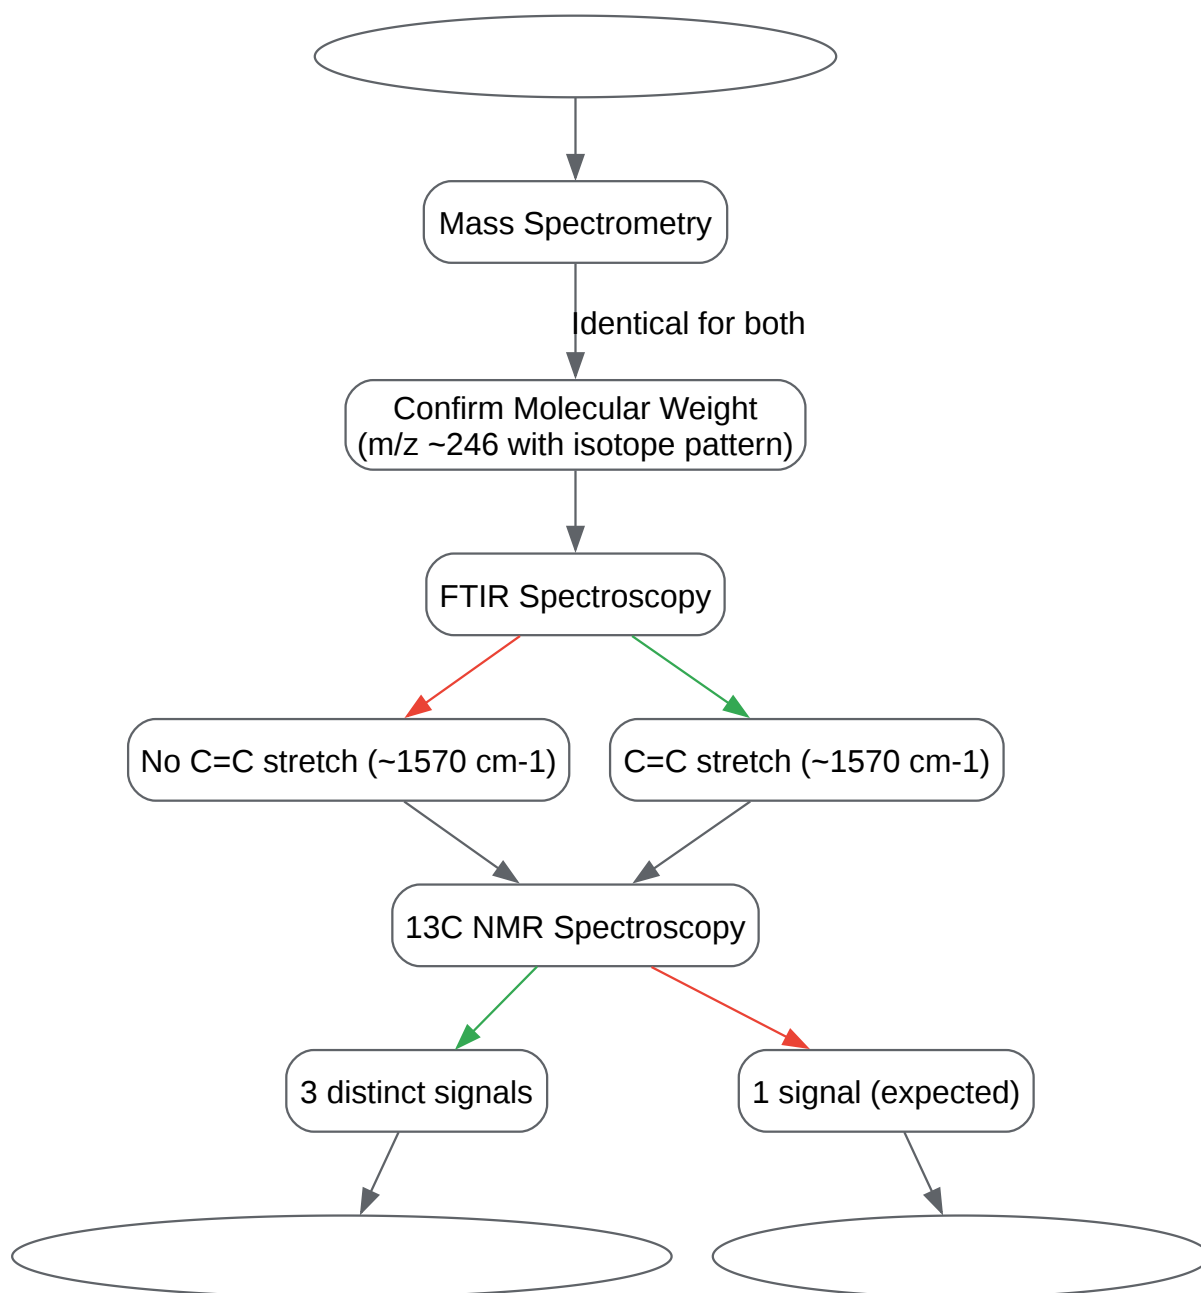 Mass Spectrometry
Identical for both
Confirm Molecular Weight
(m/z ~246 with isotope pattern)
FTIR Spectroscopy
No C=C stretch (~1570 cm-1)
C=C stretch (~1570 cm-1)
13C NMR Spectroscopy
3 distinct signals
1 signal (expected)